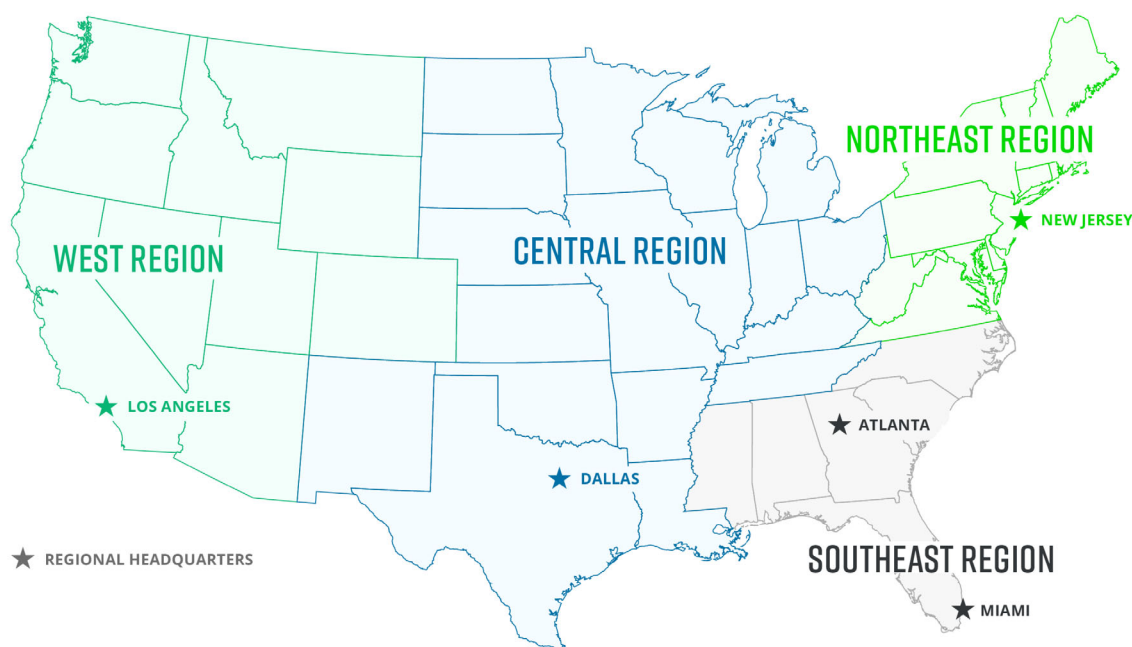 NORTHEAST REGION
NEW JERSEY
WEST REGION
CENTRAL REGION
LOS ANGELES
ATLANTA
DALLAS
REGIONAL HEADQUARTERS
SOUTHEAST REGION
MIAMI